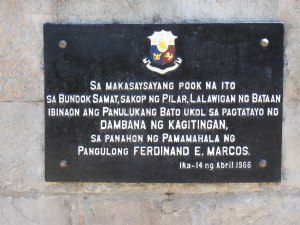 SA MAKASAYSAYANG POOK NA ITO
SA BUNDOK SAMAT, SAKOP NG PILAR, LALAWIGAN NG BATAAN
IBINAON ANG PANULUKANG BATO UKOL SA PAGTATAYO NG
DAMBANA NG KAGITINGAN,
SA PANAHON NG PAMAMAHALA NG
PANGULONG FERDINAND E. MARCOS.
Ika-14 ng Abril 1966